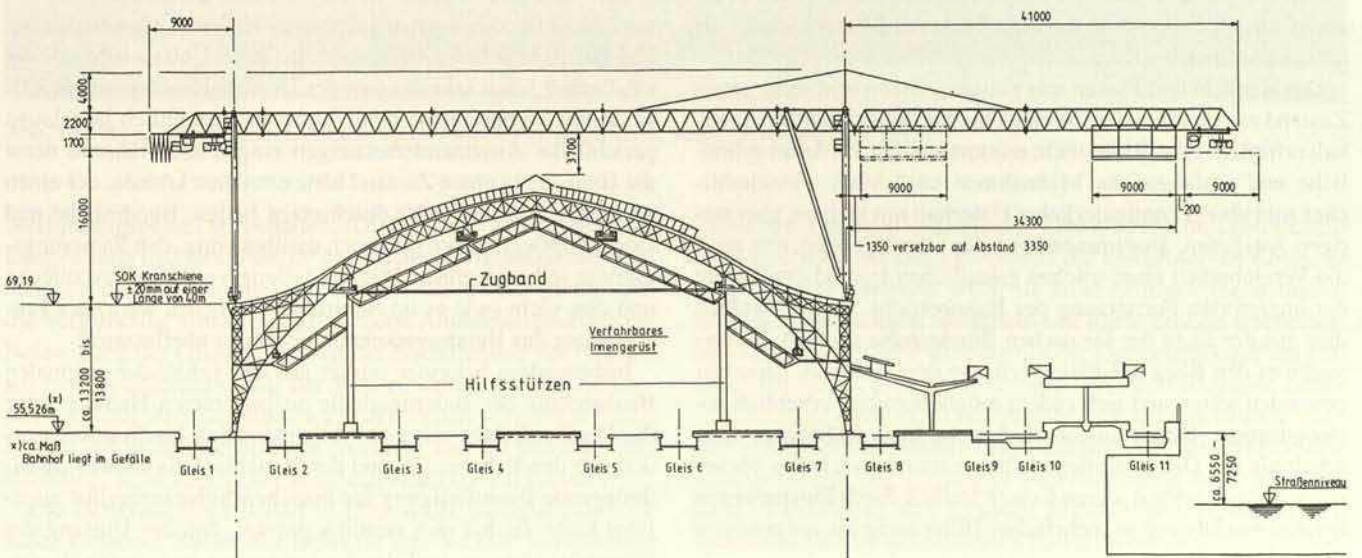 9000
41000
4000
2200
1700
3700
16000
9000
9000
9000
200
34300
1350 versetzbar auf Abstand 3350
69,19
SOK Kranschiene
±20mm auf einer
Länge von 40m
Zugband
Verfahrbares
Innengerüst
Hilfsstützen
ca 13200 bis
13800
(x)
55,526m
x) ca. Maß
Bahnhof liegt im Gefälle
Gleis 1
Gleis 2
Gleis 3
Gleis 4
Gleis 5
Gleis 6
Gleis 7
Gleis 8
Gleis 9
Gleis 10
Gleis 11
ca 6550
7250
Straßenniveau